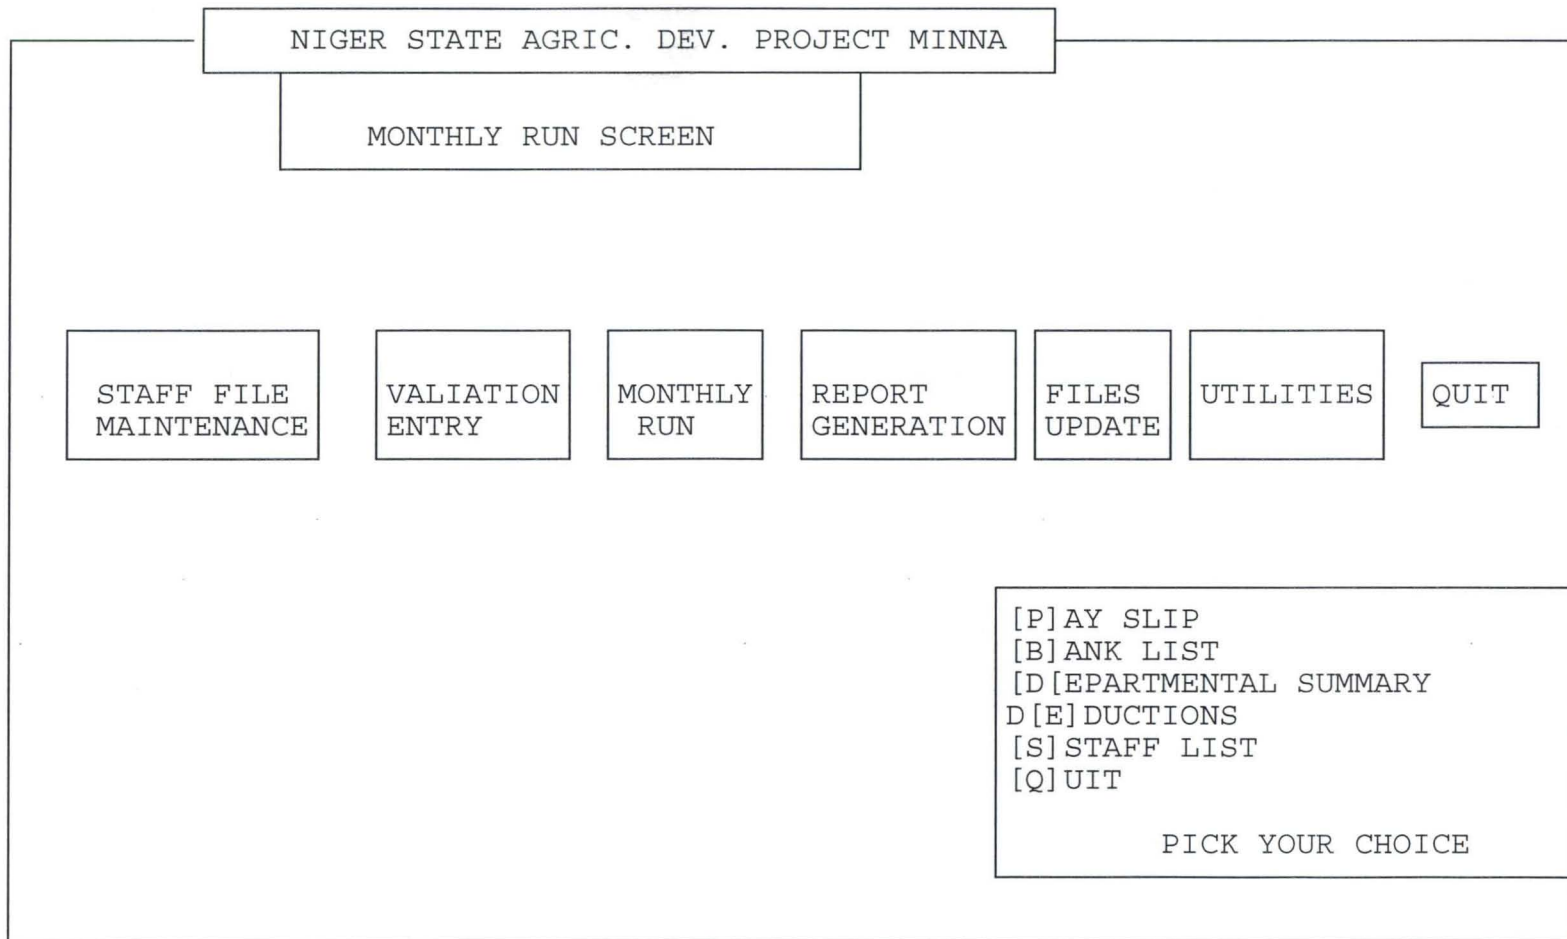 NIGER STATE AGRIC. DEV. PROJECT MINNA
MONTHLY RUN SCREEN
STAFF FILE
MAINTENANCE
VALIATION
ENTRY
MONTHLY
RUN
REPORT
GENERATION
FILES
UPDATE
UTILITIES
QUIT
[P]AY SLIP
[B]ANK LIST
[D[EPARTMENTAL SUMMARY
D[E]DUCTIONS
[S]STAFF LIST
[Q]UIT
PICK YOUR CHOICE